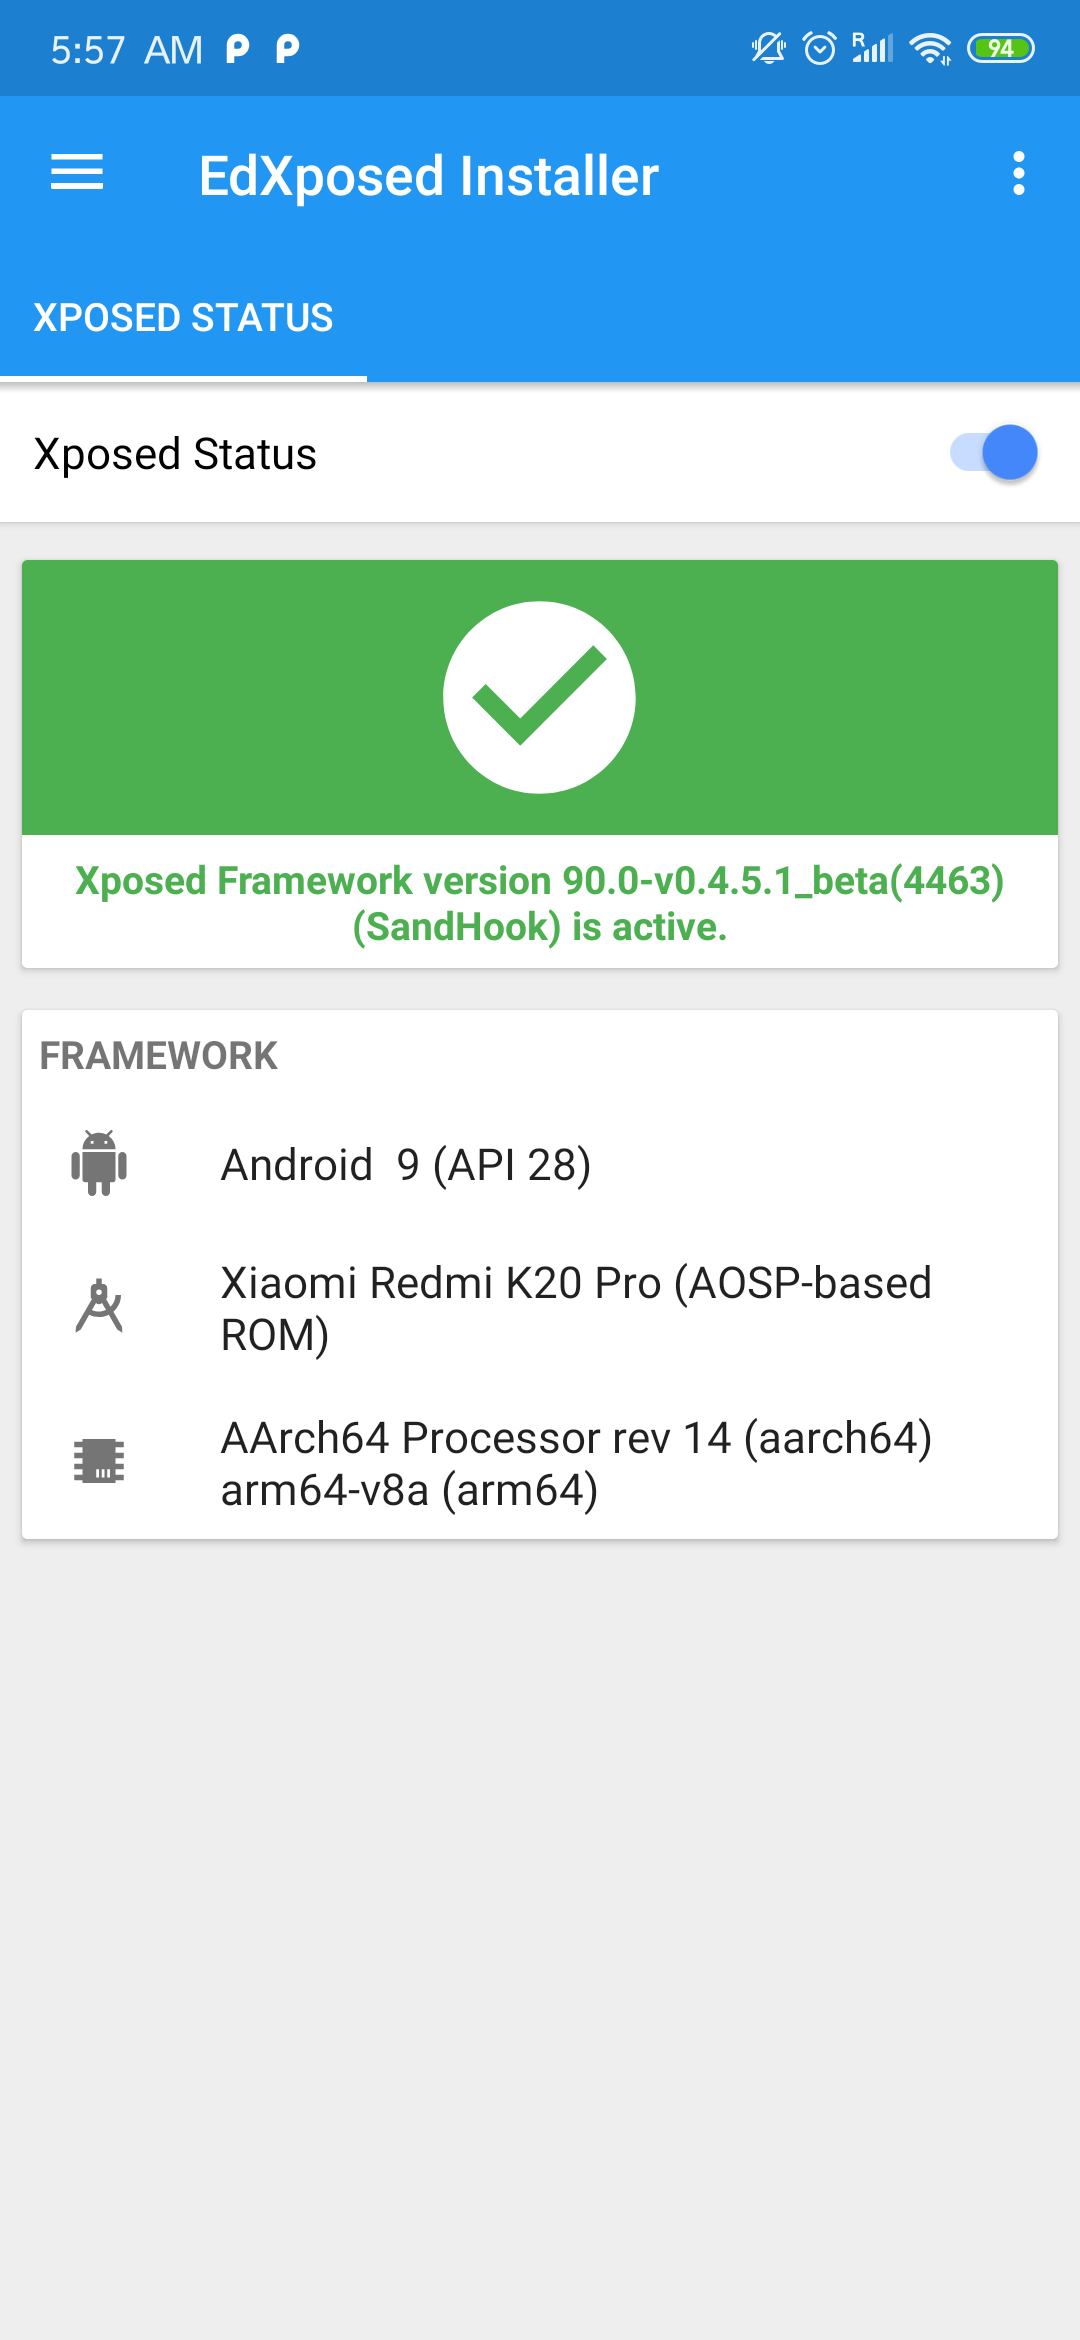 5:57 AM
R
94
EdXposed Installer
XPOSED STATUS
Xposed Status
Xposed Framework version 90.0-v0.4.5.1_beta(4463)
(SandHook) is active.
FRAMEWORK
Android  9 (API 28)
Xiaomi Redmi K20 Pro (AOSP-based
ROM)
AArch64 Processor rev 14 (aarch64)
arm64-v8a (arm64)